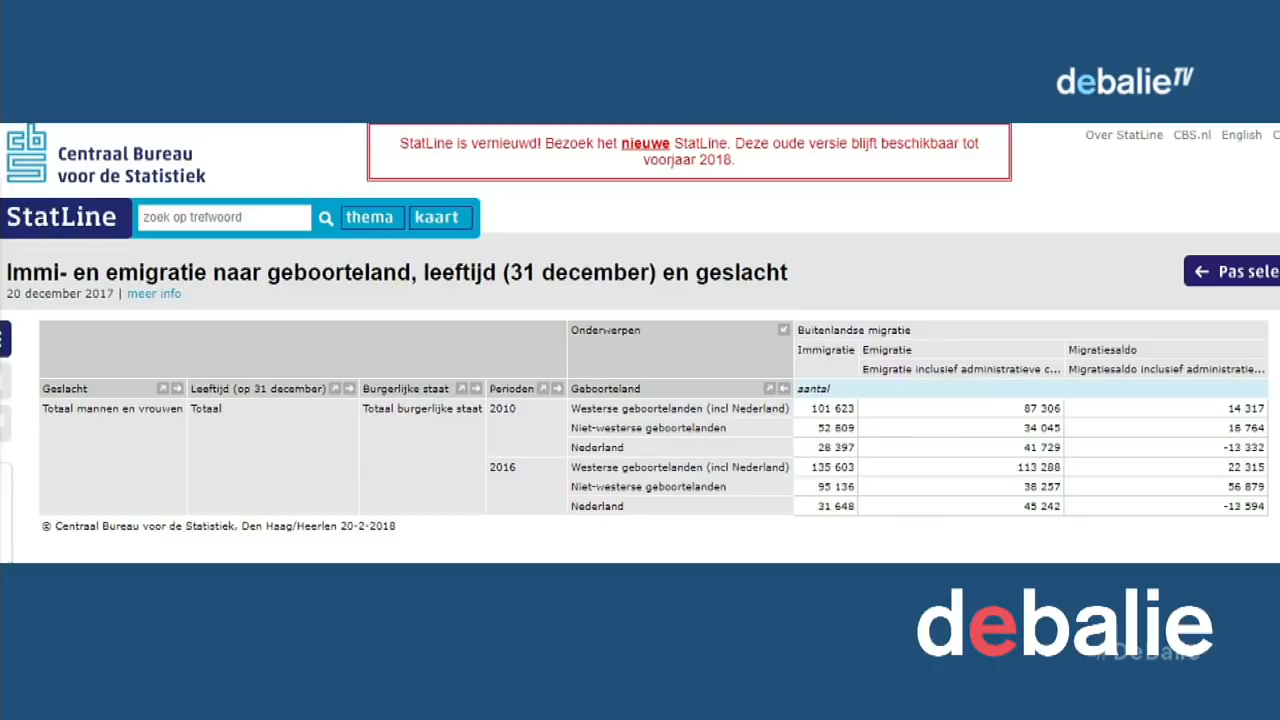 debalie TV
Centraal Bureau
voor de Statistiek
StatLine is vernieuwd! Bezoek het nieuwe StatLine. Deze oude versie blijft beschikbaar tot
voorjaar 2018.
Over StatLine CBS.nl English C
StatLine zoek op trefwoord thema kaart
Immi- en emigratie naar geboorteland, leeftijd (31 december) en geslacht
20 december 2017 | meer info
← Pas sele
Onderwerpen Buitenlandse migratie
Immigratie Emigratie Migratiesaldo
Emigratie inclusief administratieve c... Migratiesaldo inclusief administratie...
Geslacht Leeftijd (op 31 december) Burgerlijke staat Perioden Geboorteland aantal
Totaal mannen en vrouwen Totaal Totaal burgerlijke staat 2010 Westerse geboortelanden (incl Nederland) 101 623 87 306 14 317
Niet-westerse geboortelanden 52 809 34 045 18 764
Nederland 28 397 41 729 -13 332
2016 Westerse geboortelanden (incl Nederland) 135 603 113 288 22 315
Niet-westerse geboortelanden 95 136 38 257 56 879
Nederland 31 648 45 242 -13 594
© Centraal Bureau voor de Statistiek, Den Haag/Heerlen 20-2-2018
debalie
#DeBalie